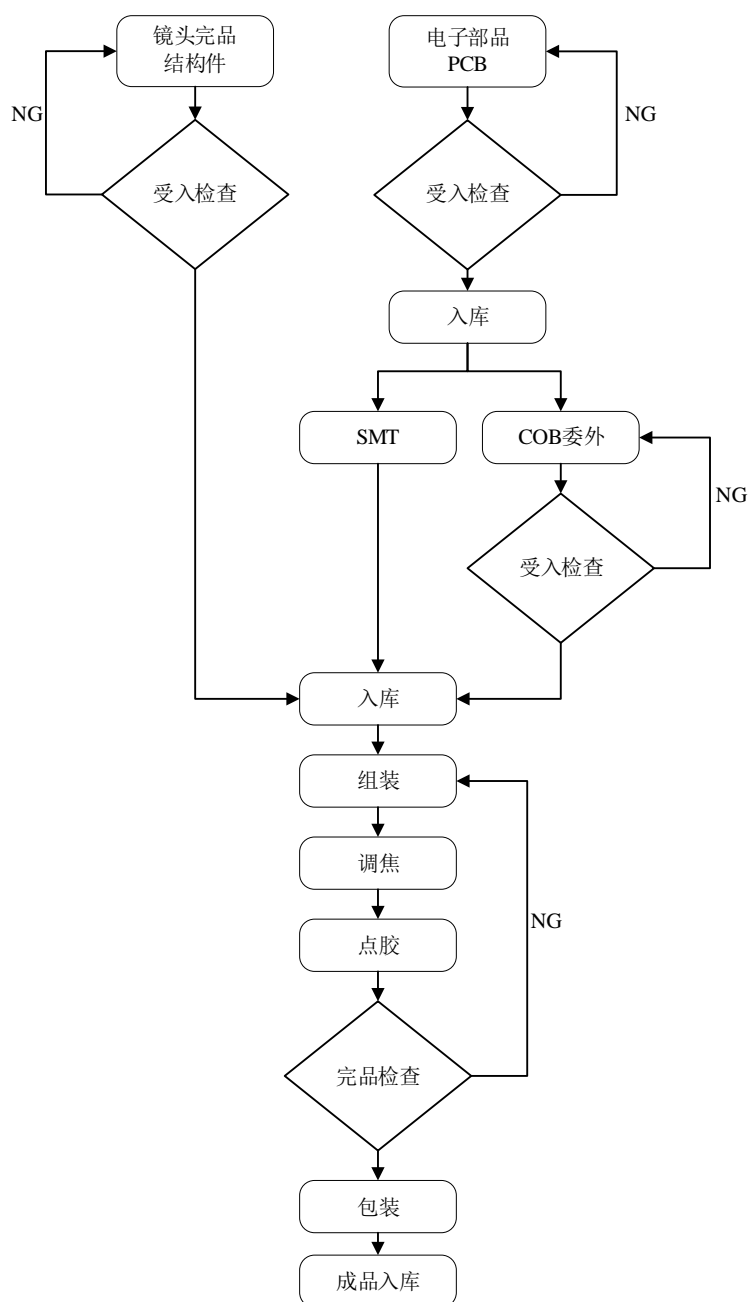 镜头完品
结构件
电子部品
PCB
NG
NG
受入检查
受入检查
入库
SMT
COB委外
NG
受入检查
入库
组装
调焦
点胶
NG
完品检查
包装
成品入库